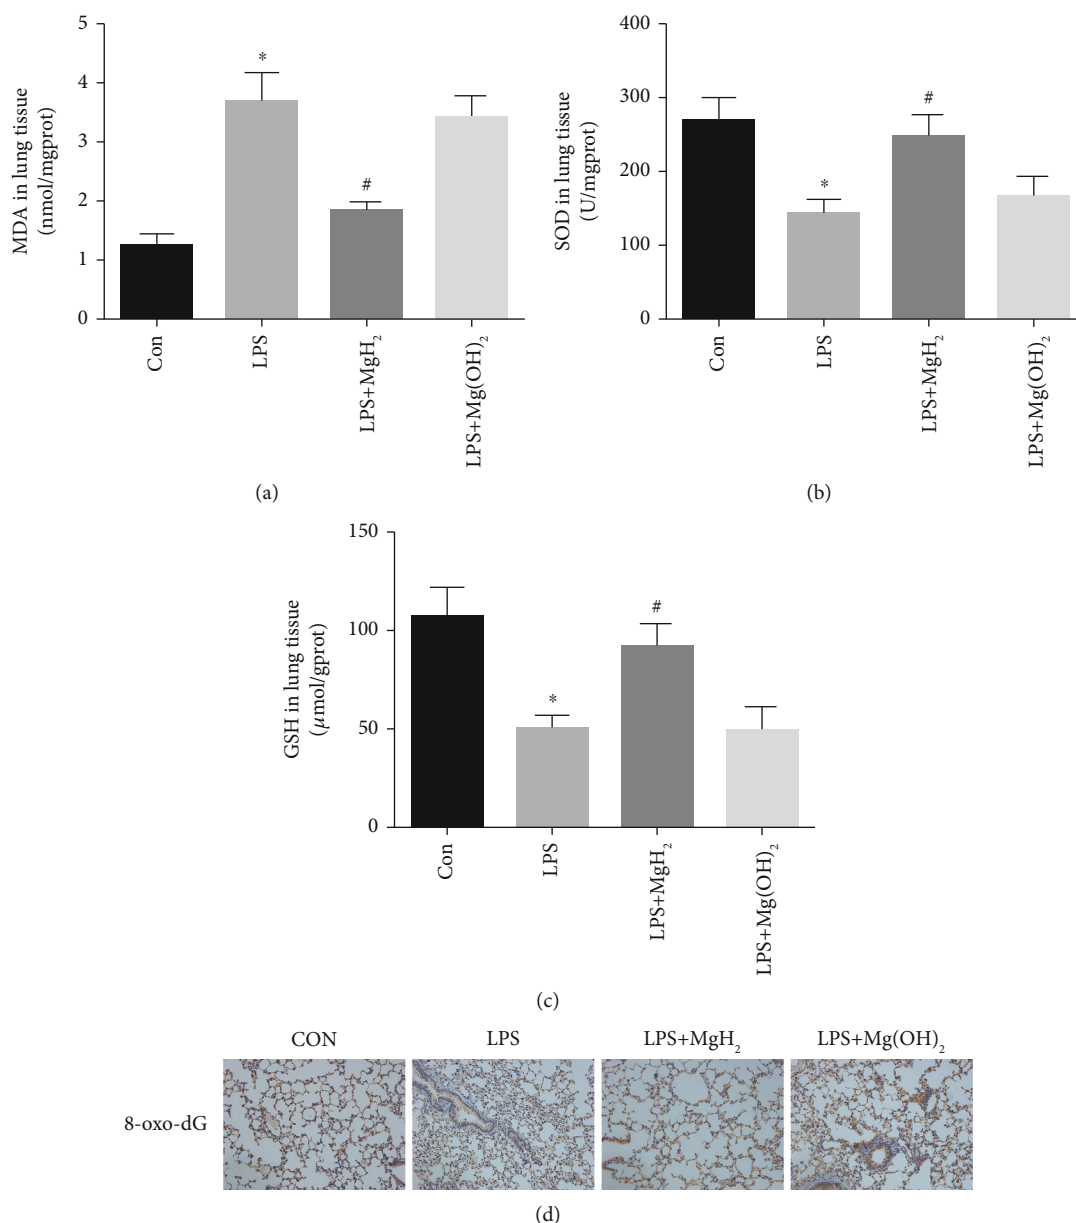 MDA in lung tissue
(nmol/mgprot)
5
4
3
2
1
0
*
#
Con
LPS
LPS+MgH₂
LPS+Mg(OH)₂
(a)
SOD in lung tissue
(U/mgprot)
400
300
200
100
0
*
#
Con
LPS
LPS+MgH₂
LPS+Mg(OH)₂
(b)
GSH in lung tissue
(µmol/gprot)
150
100
50
0
*
#
Con
LPS
LPS+MgH₂
LPS+Mg(OH)₂
(c)
CON
LPS
LPS+MgH₂
LPS+Mg(OH)₂
8-oxo-dG
(d)